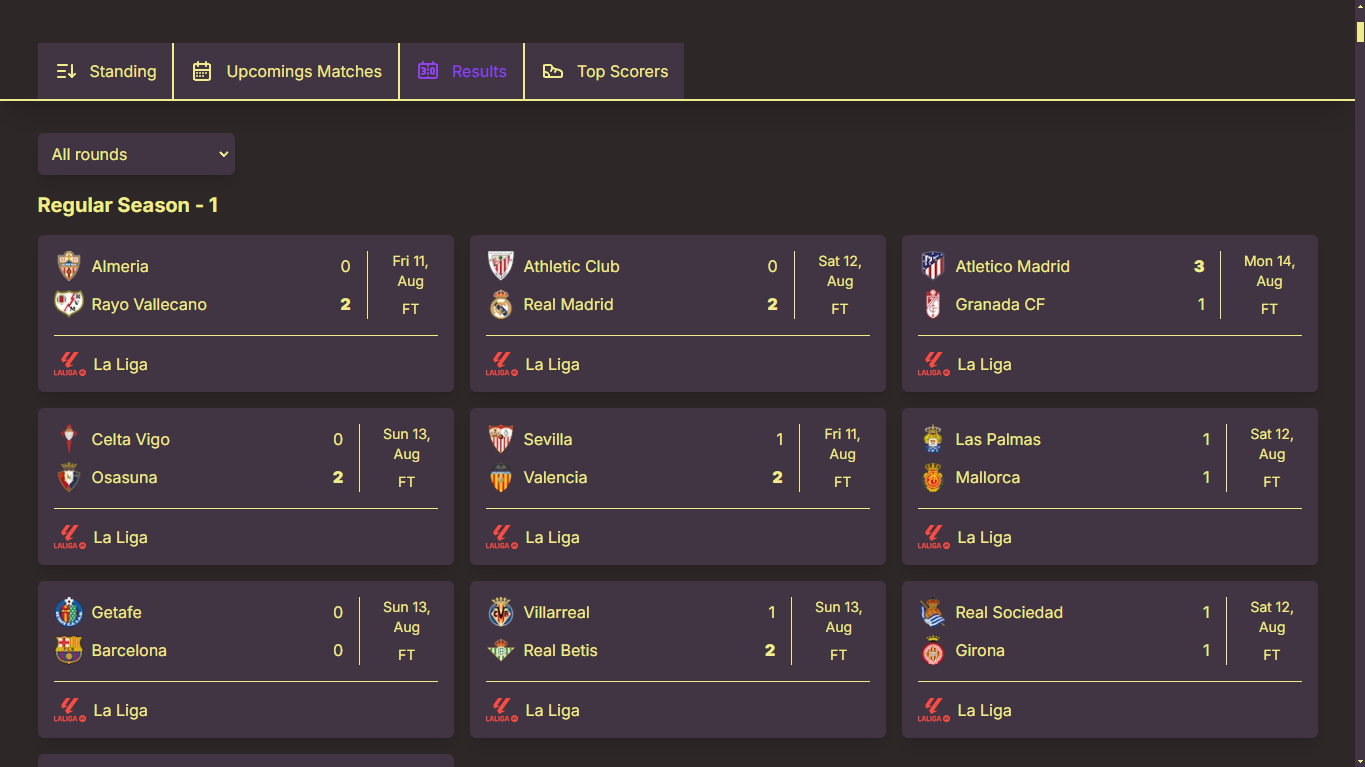 Standing
Upcomings Matches
3:0
Results
Top Scorers
All rounds
Regular Season - 1
Almeria 0
Rayo Vallecano 2
Fri 11,
Aug
FT
LALIGA
La Liga
Athletic Club 0
Real Madrid 2
Sat 12,
Aug
FT
LALIGA
La Liga
Atletico Madrid 3
Granada CF 1
Mon 14,
Aug
FT
LALIGA
La Liga
Celta Vigo 0
Osasuna 2
Sun 13,
Aug
FT
LALIGA
La Liga
Sevilla 1
Valencia 2
Fri 11,
Aug
FT
LALIGA
La Liga
Las Palmas 1
Mallorca 1
Sat 12,
Aug
FT
LALIGA
La Liga
Getafe 0
Barcelona 0
Sun 13,
Aug
FT
LALIGA
La Liga
Villarreal 1
Real Betis 2
Sun 13,
Aug
FT
LALIGA
La Liga
Real Sociedad 1
Girona 1
Sat 12,
Aug
FT
LALIGA
La Liga